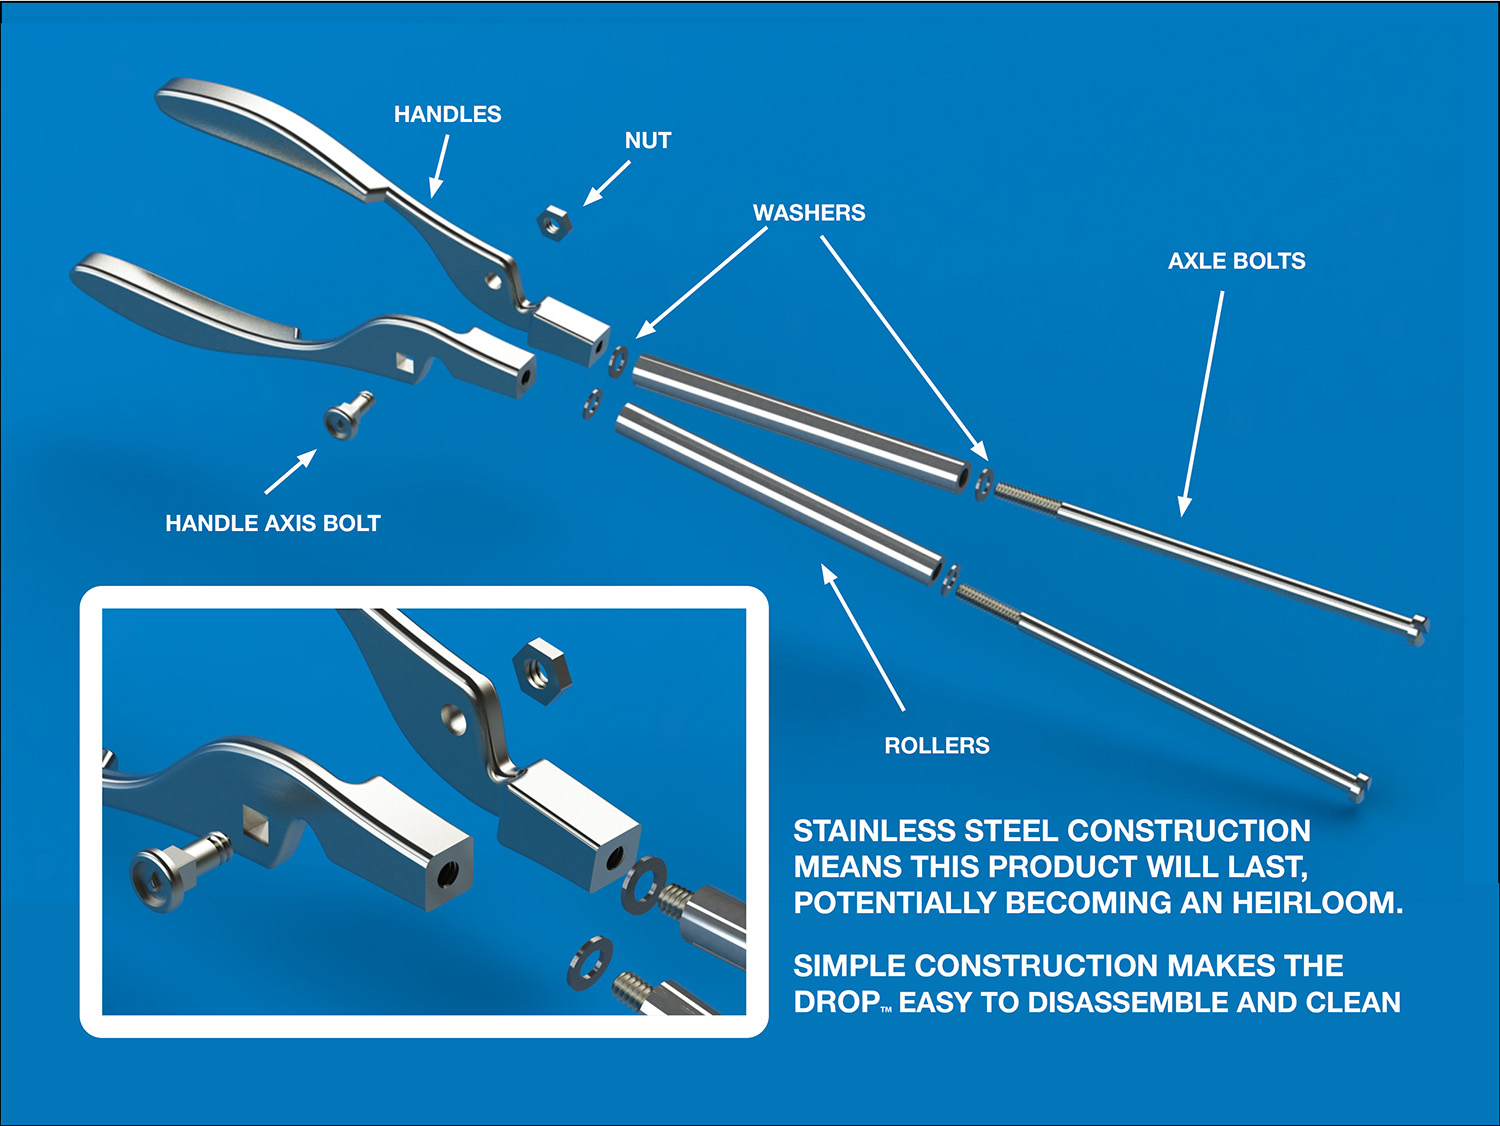 HANDLES
NUT
WASHERS
AXLE BOLTS
HANDLE AXIS BOLT
ROLLERS
STAINLESS STEEL CONSTRUCTION
MEANS THIS PRODUCT WILL LAST,
POTENTIALLY BECOMING AN HEIRLOOM.
SIMPLE CONSTRUCTION MAKES THE
DROP™ EASY TO DISASSEMBLE AND CLEAN